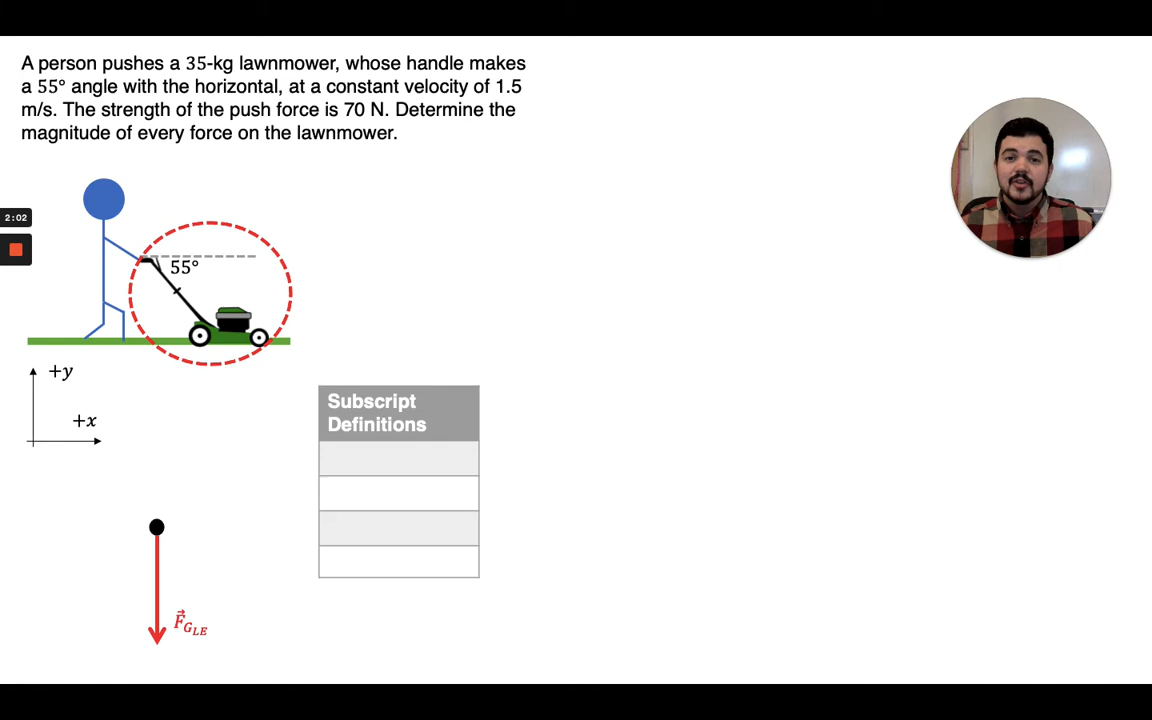 A person pushes a 35-kg lawnmower, whose handle makes
a 55° angle with the horizontal, at a constant velocity of 1.5
m/s. The strength of the push force is 70 N. Determine the
magnitude of every force on the lawnmower.
2:02
55°
+y
+x
Subscript
Definitions
F⃗_G_LE